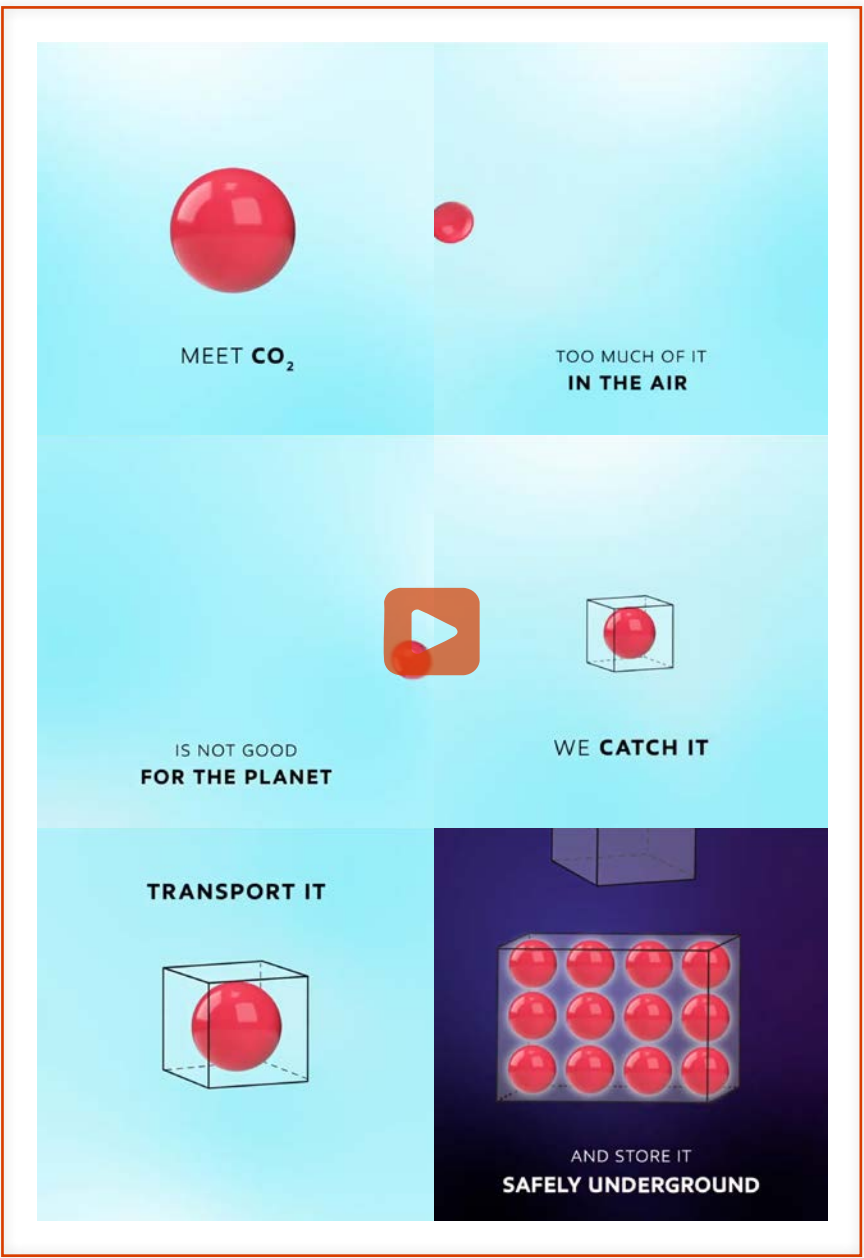 MEET CO₂
TOO MUCH OF IT
IN THE AIR
IS NOT GOOD
FOR THE PLANET
WE CATCH IT
TRANSPORT IT
AND STORE IT
SAFELY UNDERGROUND